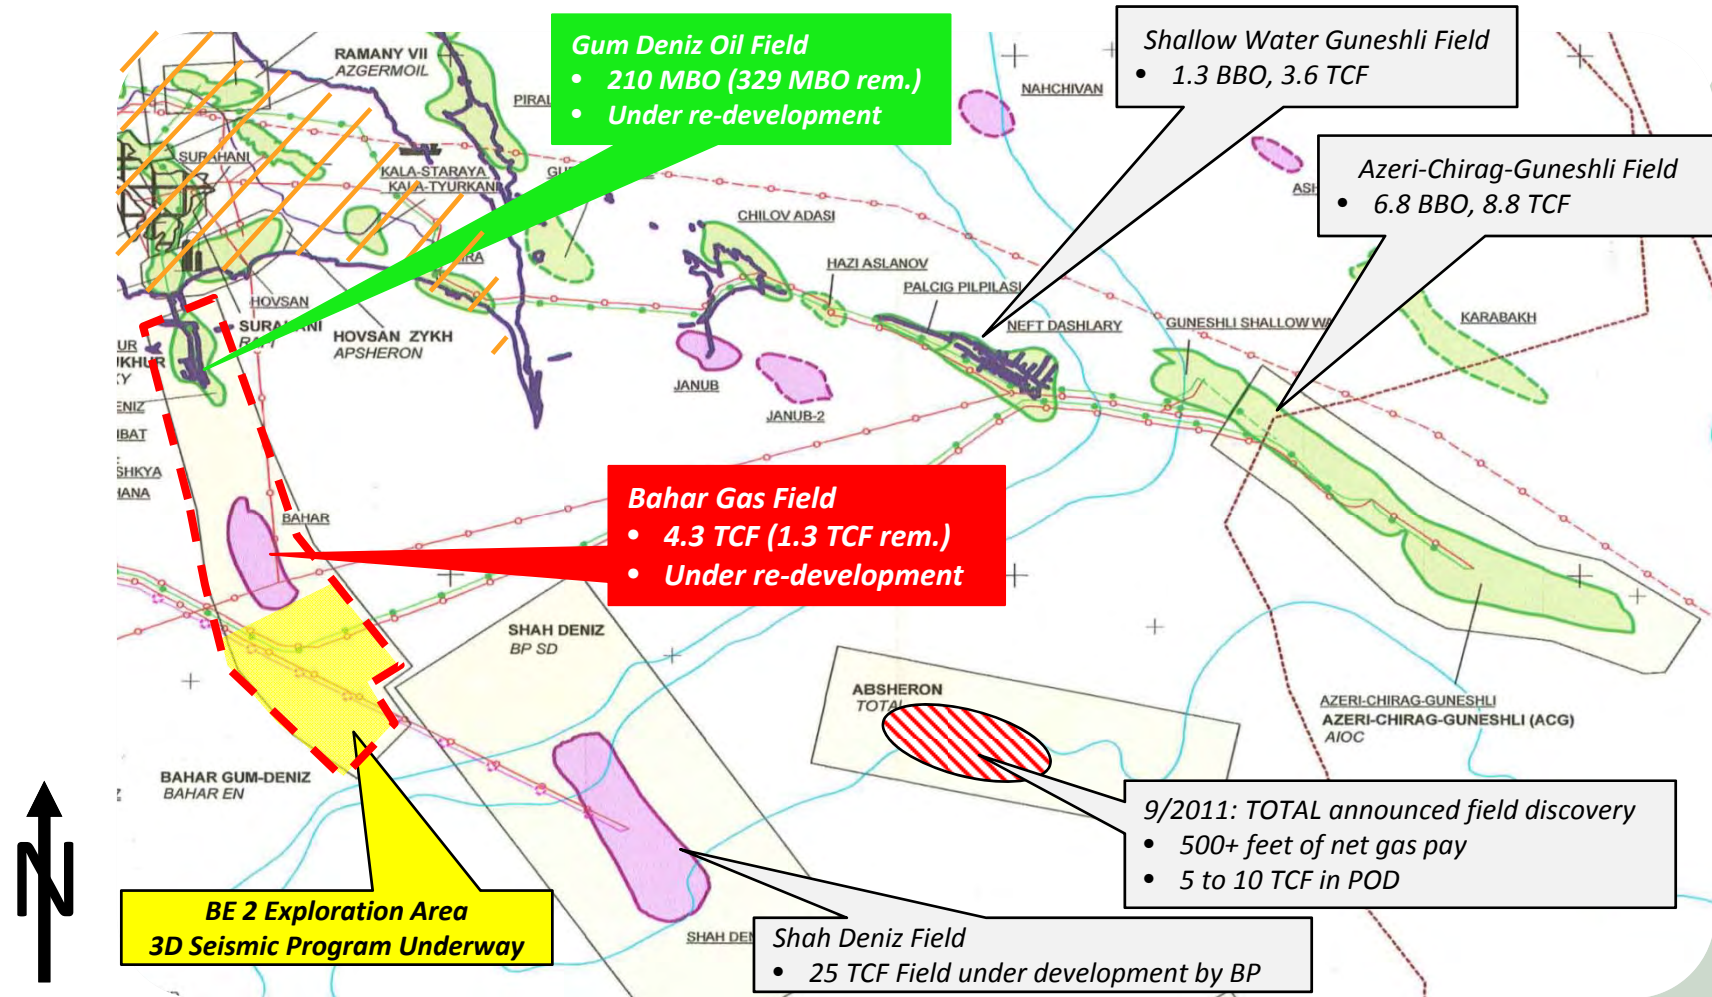 Gum Deniz Oil Field
• 210 MBO (329 MBO rem.)
• Under re-development
Shallow Water Guneshli Field
• 1.3 BBO, 3.6 TCF
Azeri-Chirag-Guneshli Field
• 6.8 BBO, 8.8 TCF
RAMANY VII
AZGERMOIL
NAHCHIVAN
SURAHANI
KALA-STARAYA
KALA-TYURKANI
CHILOV ADASI
HAZI ASLANOV
PALCIG PILPILASI
HOVSAN
HOVSAN ZYKH
APSHERON
NEFT DASHLARY
GUNESHLI SHALLOW WA
KARABAKH
JANUB
JANUB-2
Bahar Gas Field
• 4.3 TCF (1.3 TCF rem.)
• Under re-development
BAHAR
SHAH DENIZ
BP SD
ABSHERON
TOTAL
AZERI-CHIRAG-GUNESHLI
AZERI-CHIRAG-GUNESHLI (ACG)
AIOC
BAHAR GUM-DENIZ
BAHAR EN
9/2011: TOTAL announced field discovery
• 500+ feet of net gas pay
• 5 to 10 TCF in POD
BE 2 Exploration Area
3D Seismic Program Underway
SHAH DEN
Shah Deniz Field
• 25 TCF Field under development by BP
N